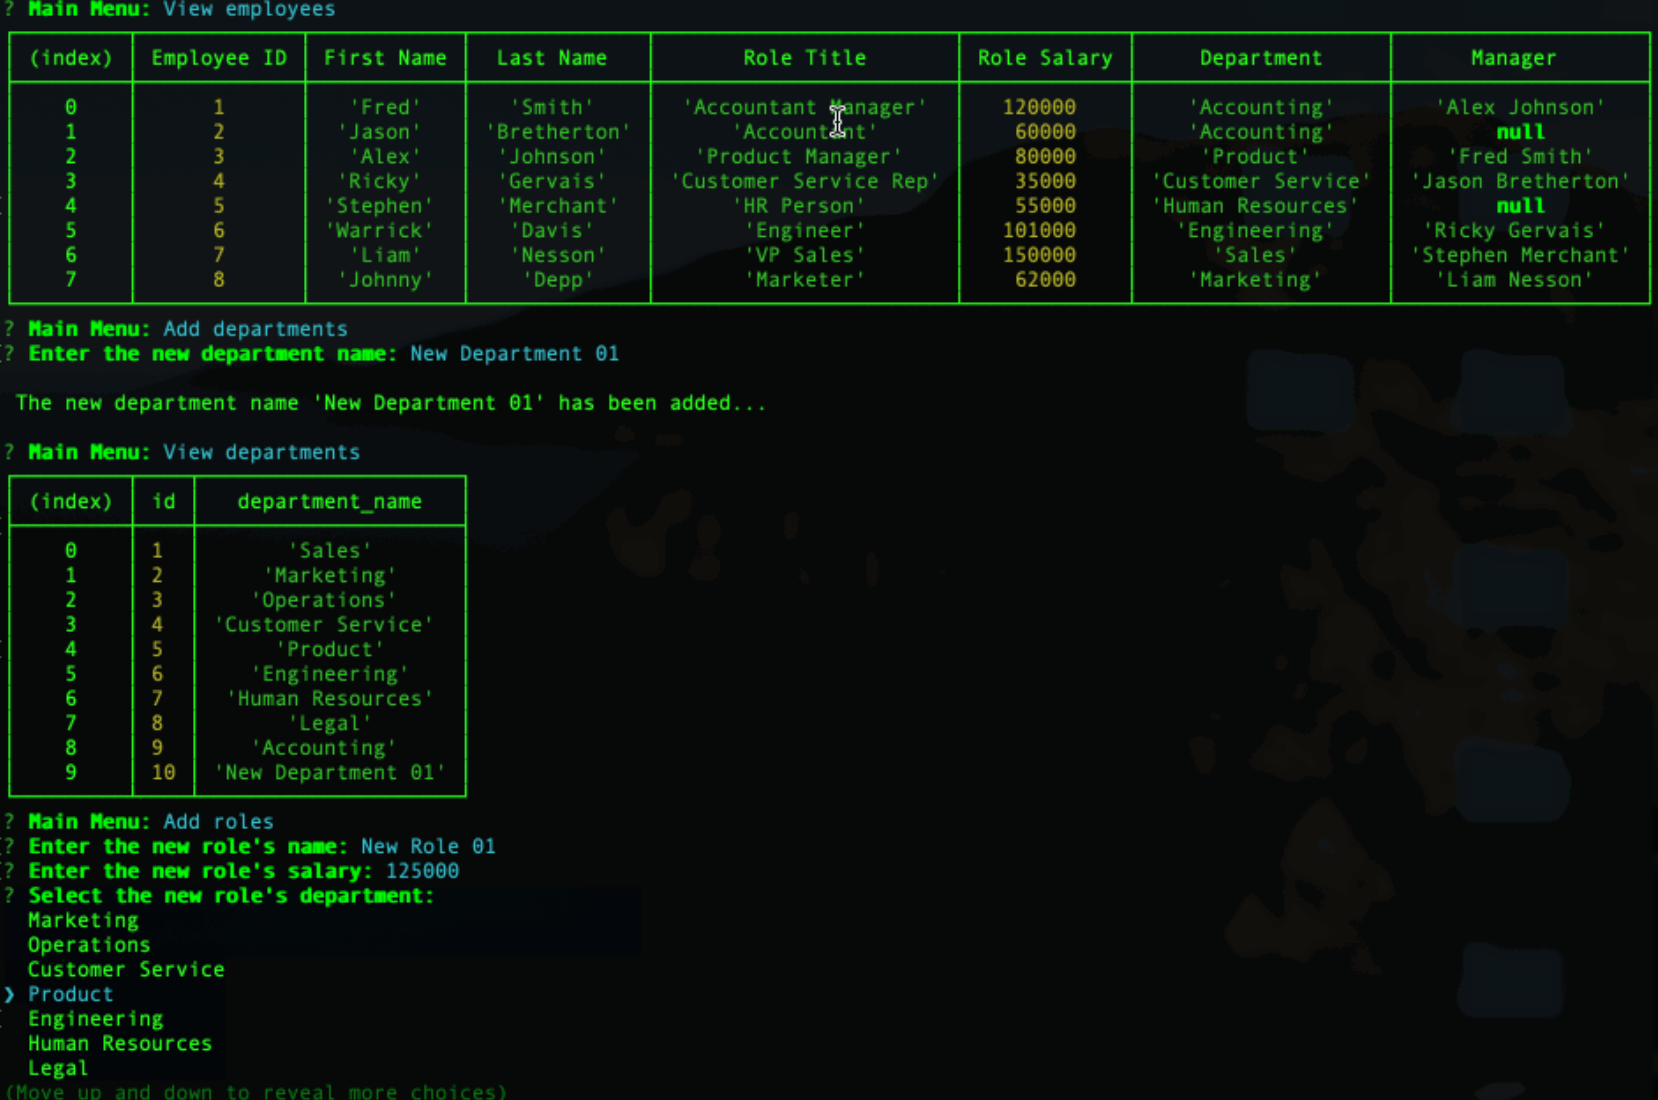 ? Main Menu: View employees
(index) Employee ID First Name Last Name Role Title Role Salary Department Manager
0 1 'Fred' 'Smith' 'Accountant Manager' 120000 'Accounting' 'Alex Johnson'
1 2 'Jason' 'Bretherton' 'Accountant' 60000 'Accounting' null
2 3 'Alex' 'Johnson' 'Product Manager' 80000 'Product' 'Fred Smith'
3 4 'Ricky' 'Gervais' 'Customer Service Rep' 35000 'Customer Service' 'Jason Bretherton'
4 5 'Stephen' 'Merchant' 'HR Person' 55000 'Human Resources' null
5 6 'Warrick' 'Davis' 'Engineer' 101000 'Engineering' 'Ricky Gervais'
6 7 'Liam' 'Nesson' 'VP Sales' 150000 'Sales' 'Stephen Merchant'
7 8 'Johnny' 'Depp' 'Marketer' 62000 'Marketing' 'Liam Nesson'
? Main Menu: Add departments
? Enter the new department name: New Department 01
The new department name 'New Department 01' has been added...
? Main Menu: View departments
(index) id department_name
0 1 'Sales'
1 2 'Marketing'
2 3 'Operations'
3 4 'Customer Service'
4 5 'Product'
5 6 'Engineering'
6 7 'Human Resources'
7 8 'Legal'
8 9 'Accounting'
9 10 'New Department 01'
? Main Menu: Add roles
? Enter the new role's name: New Role 01
? Enter the new role's salary: 125000
? Select the new role's department:
Marketing
Operations
Customer Service
❯ Product
Engineering
Human Resources
Legal
(Move up and down to reveal more choices)